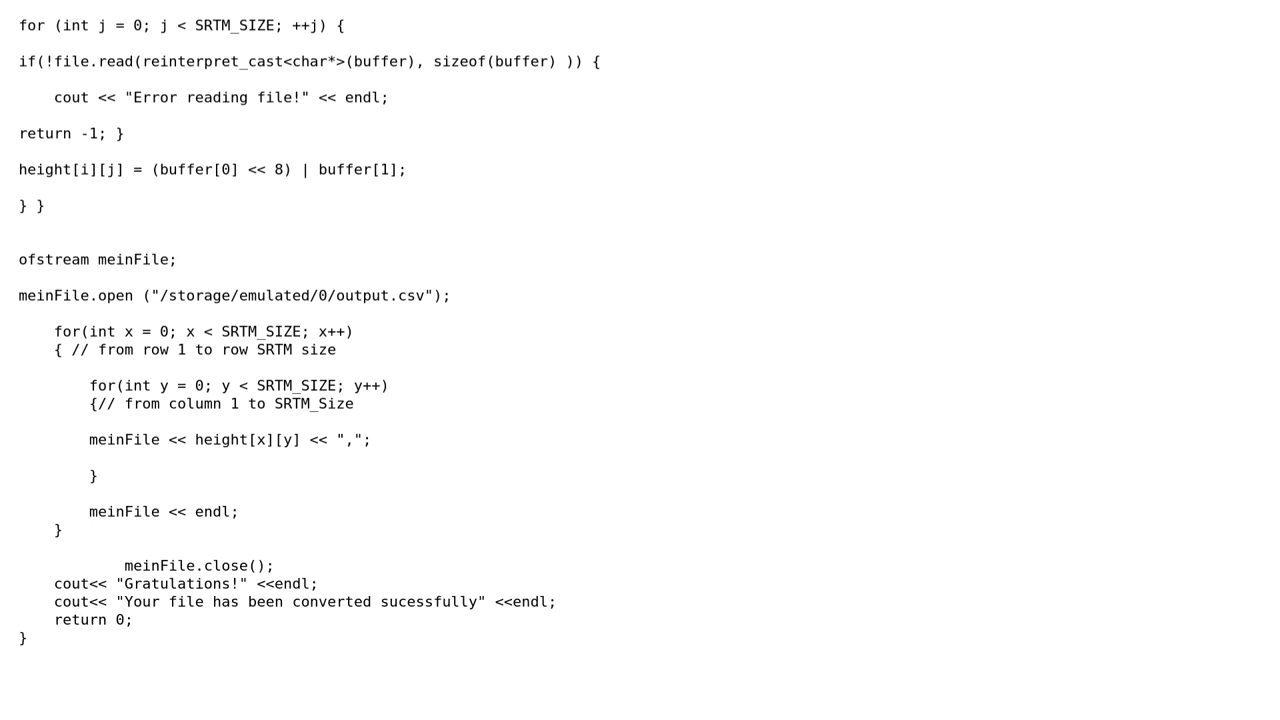 for (int j = 0; j < SRTM_SIZE; ++j) {
if(!file.read(reinterpret_cast<char*>(buffer), sizeof(buffer) )) {
cout << "Error reading file!" << endl;
return -1; }
height[i][j] = (buffer[0] << 8) | buffer[1];
} }
ofstream meinFile;
meinFile.open ("/storage/emulated/0/output.csv");
for(int x = 0; x < SRTM_SIZE; x++)
{ // from row 1 to row SRTM size
for(int y = 0; y < SRTM_SIZE; y++)
{// from column 1 to SRTM_Size
meinFile << height[x][y] << ",";
}
meinFile << endl;
}
meinFile.close();
cout<< "Gratulations!" <<endl;
cout<< "Your file has been converted sucessfully" <<endl;
return 0;
}